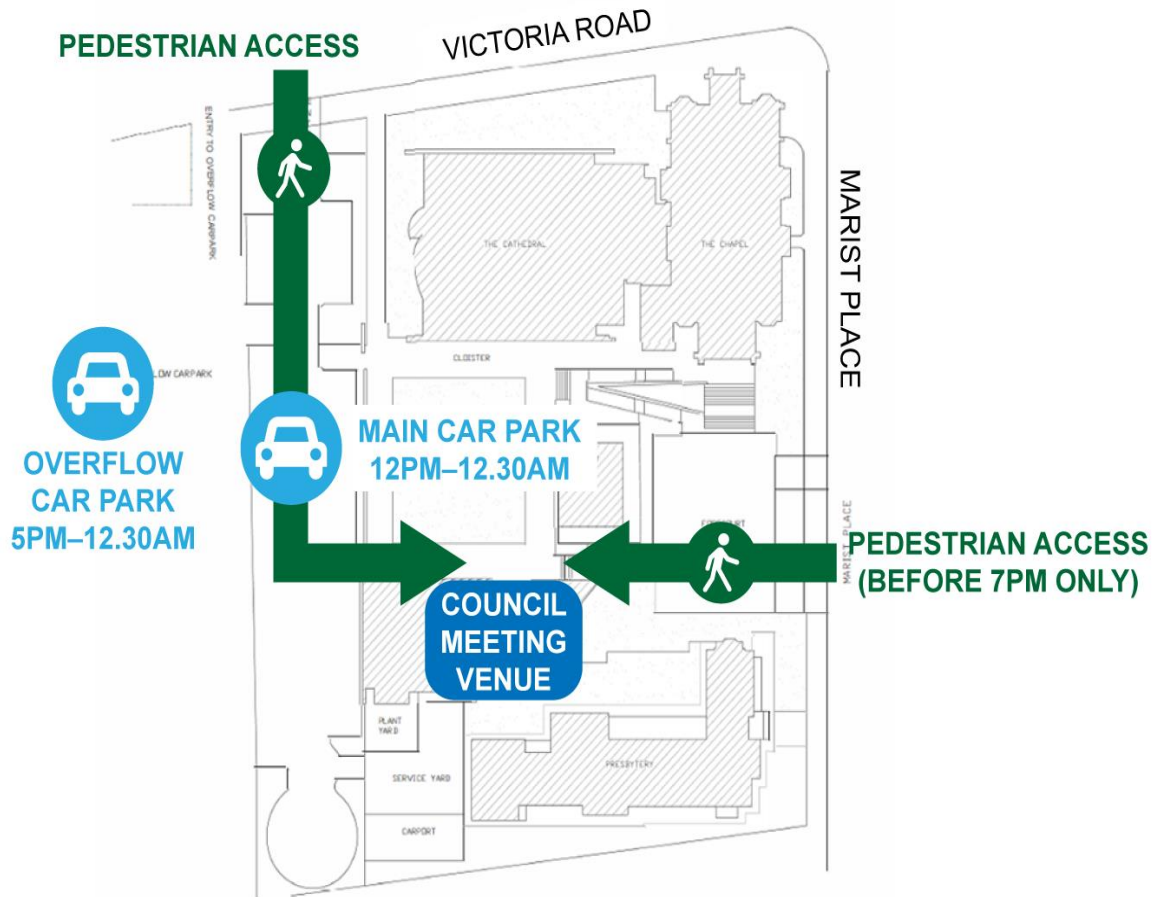 VICTORIA ROAD
PEDESTRIAN ACCESS
ENTRY TO OVERFLOW CARPARK
THE CATHEDRAL
THE CHAPEL
MARIST PLACE
CLOISTER
LOW CARPARK
OVERFLOW
CAR PARK
5PM–12.30AM
MAIN CAR PARK
12PM–12.30AM
MARIST PLACE
PEDESTRIAN ACCESS
(BEFORE 7PM ONLY)
COUNCIL
MEETING
VENUE
PLANT
YARD
SERVICE YARD
PRESBYTERY
CARPORT